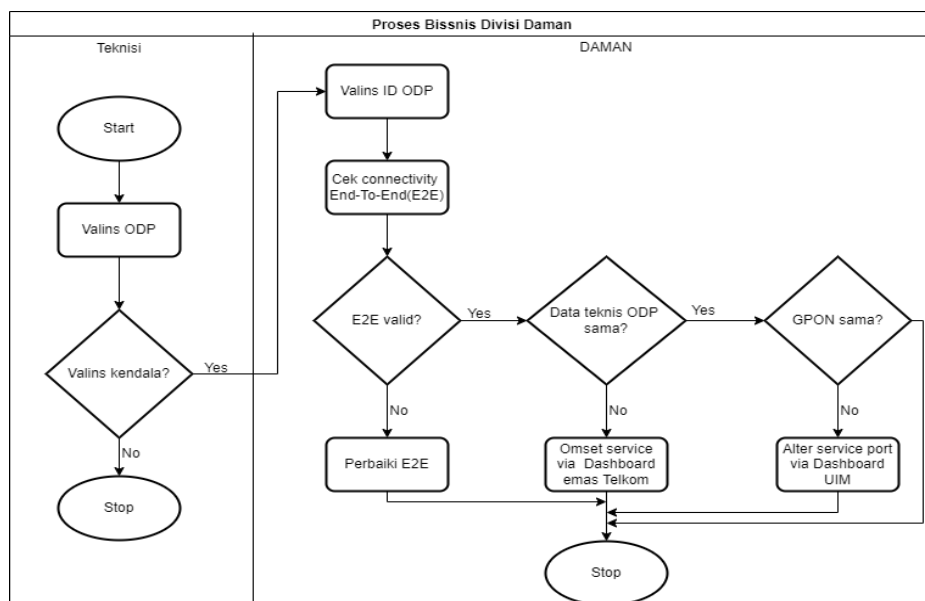 Proses Bissnis Divisi Daman
Teknisi
DAMAN
Start
Valins ODP
Valins kendala?
Yes
No
Stop
Valins ID ODP
Cek connectivity
End-To-End(E2E)
E2E valid?
Yes
Data teknis ODP
sama?
Yes
GPON sama?
No
No
No
Perbaiki E2E
Omset service
via Dashboard
emas Telkom
Alter service port
via Dashboard
UIM
Stop